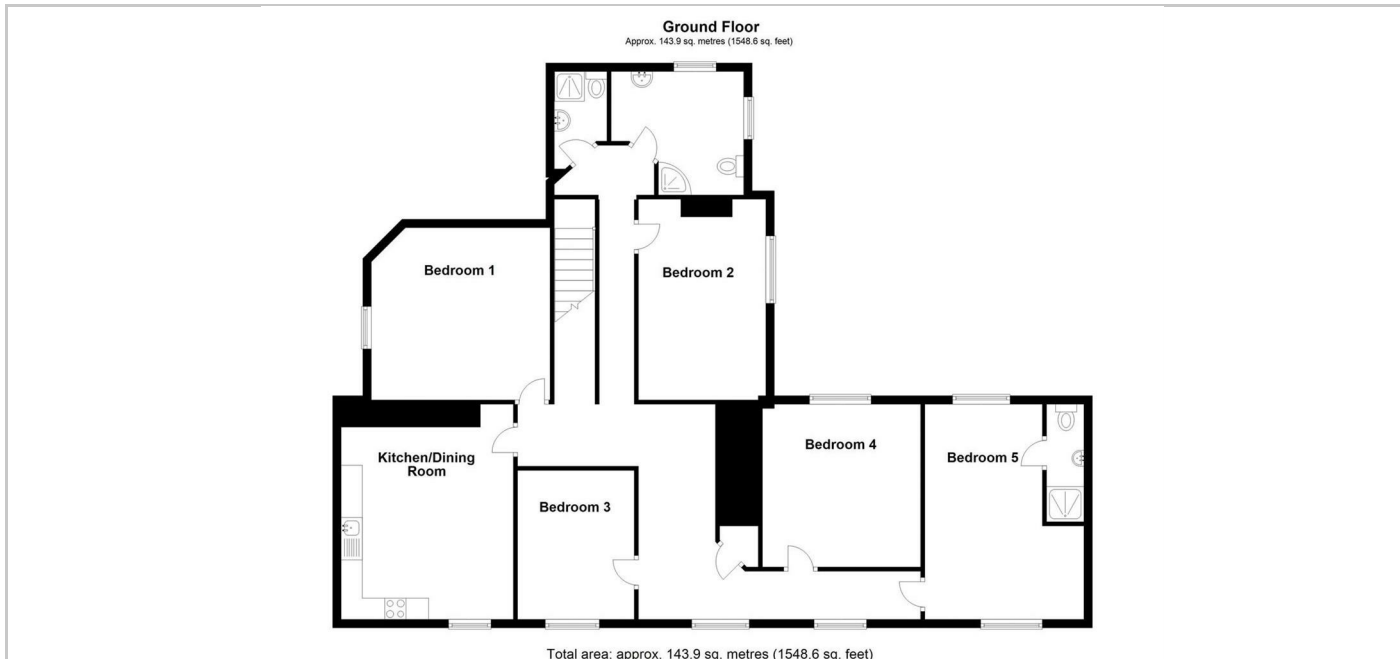 Ground Floor
Approx. 143.9 sq. metres (1548.6 sq. feet)
Bedroom 1
Bedroom 2
Kitchen/Dining
Room
Bedroom 3
Bedroom 4
Bedroom 5
Total area: approx. 143.9 sq. metres (1548.6 sq. feet)